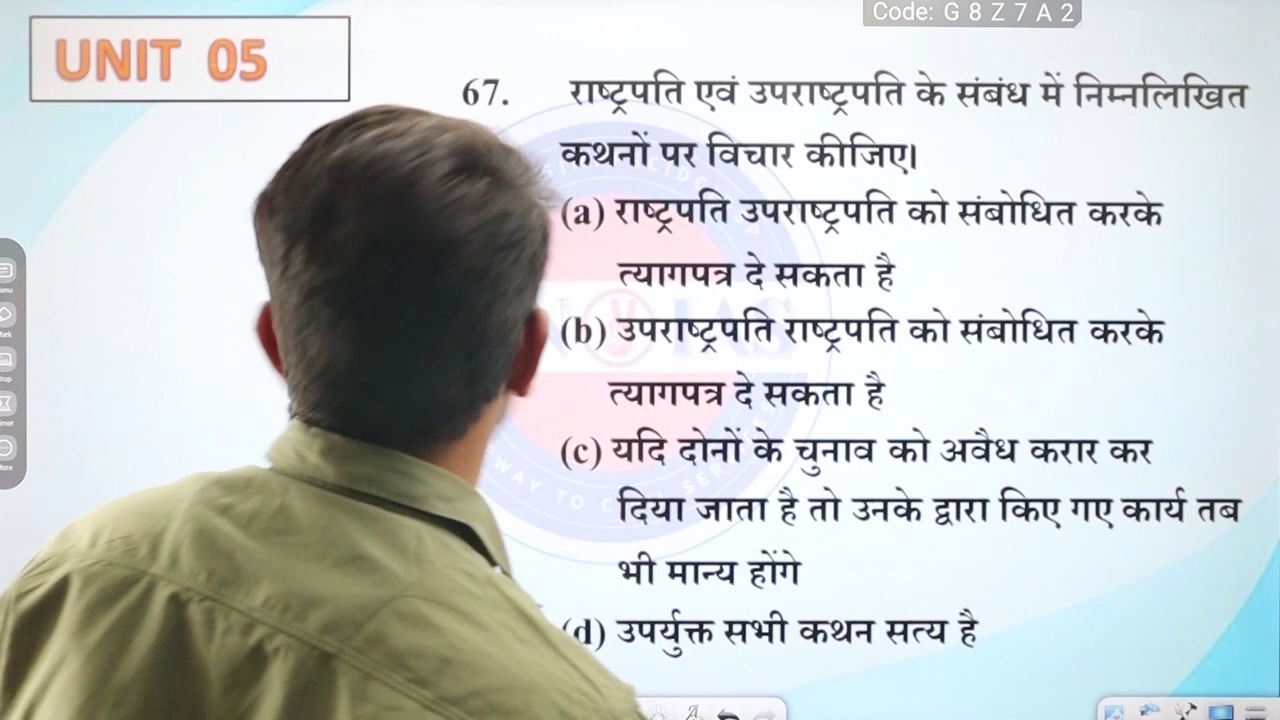 Code: G 8 Z 7 A 2
UNIT 05
67. राष्ट्रपति एवं उपराष्ट्रपति के संबंध में निम्नलिखित
कथनों पर विचार कीजिए।
(a) राष्ट्रपति उपराष्ट्रपति को संबोधित करके
त्यागपत्र दे सकता है
(b) उपराष्ट्रपति राष्ट्रपति को संबोधित करके
त्यागपत्र दे सकता है
(c) यदि दोनों के चुनाव को अवैध करार कर
दिया जाता है तो उनके द्वारा किए गए कार्य तब
भी मान्य होंगे
(d) उपर्युक्त सभी कथन सत्य है